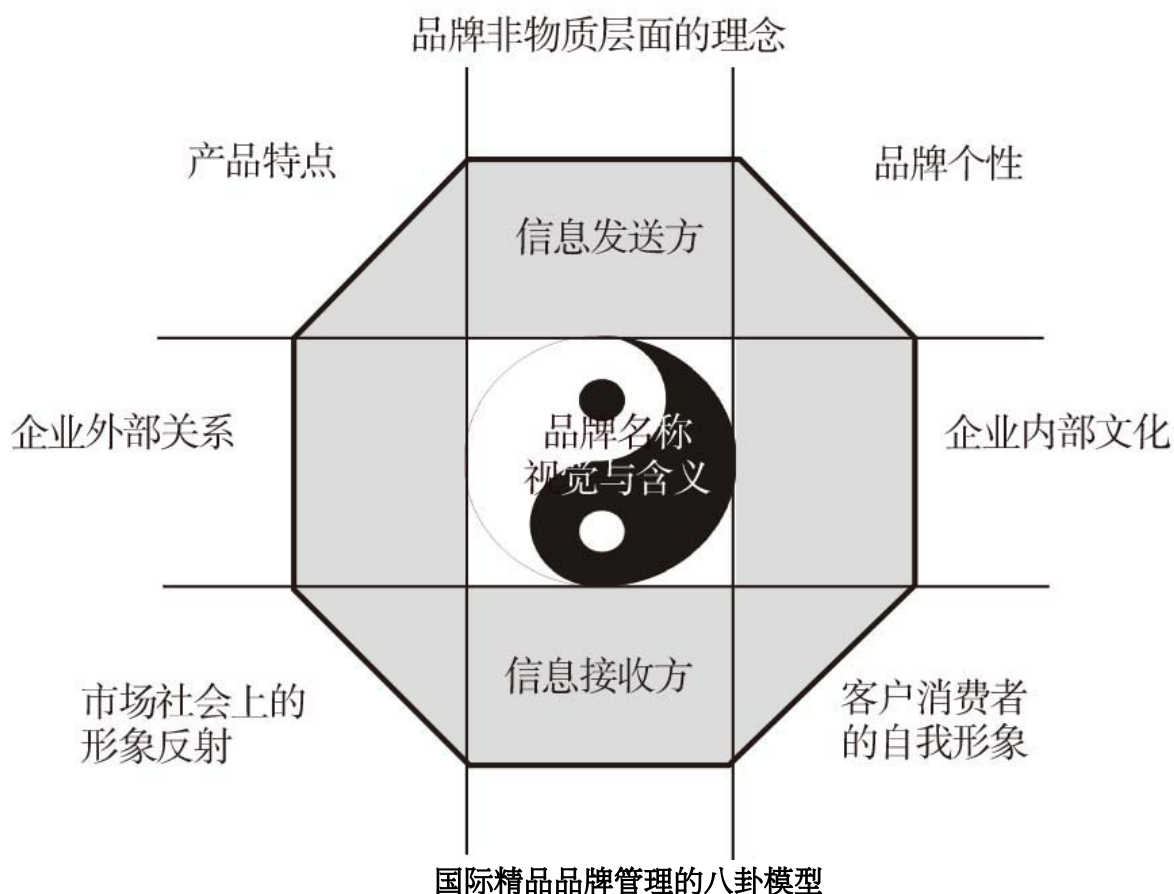 品牌非物质层面的理念
产品特点
品牌个性
信息发送方
企业外部关系
品牌名称
视觉与含义
企业内部文化
信息接收方
市场社会上的
形象反射
客户消费者
的自我形象
国际精品品牌管理的八卦模型